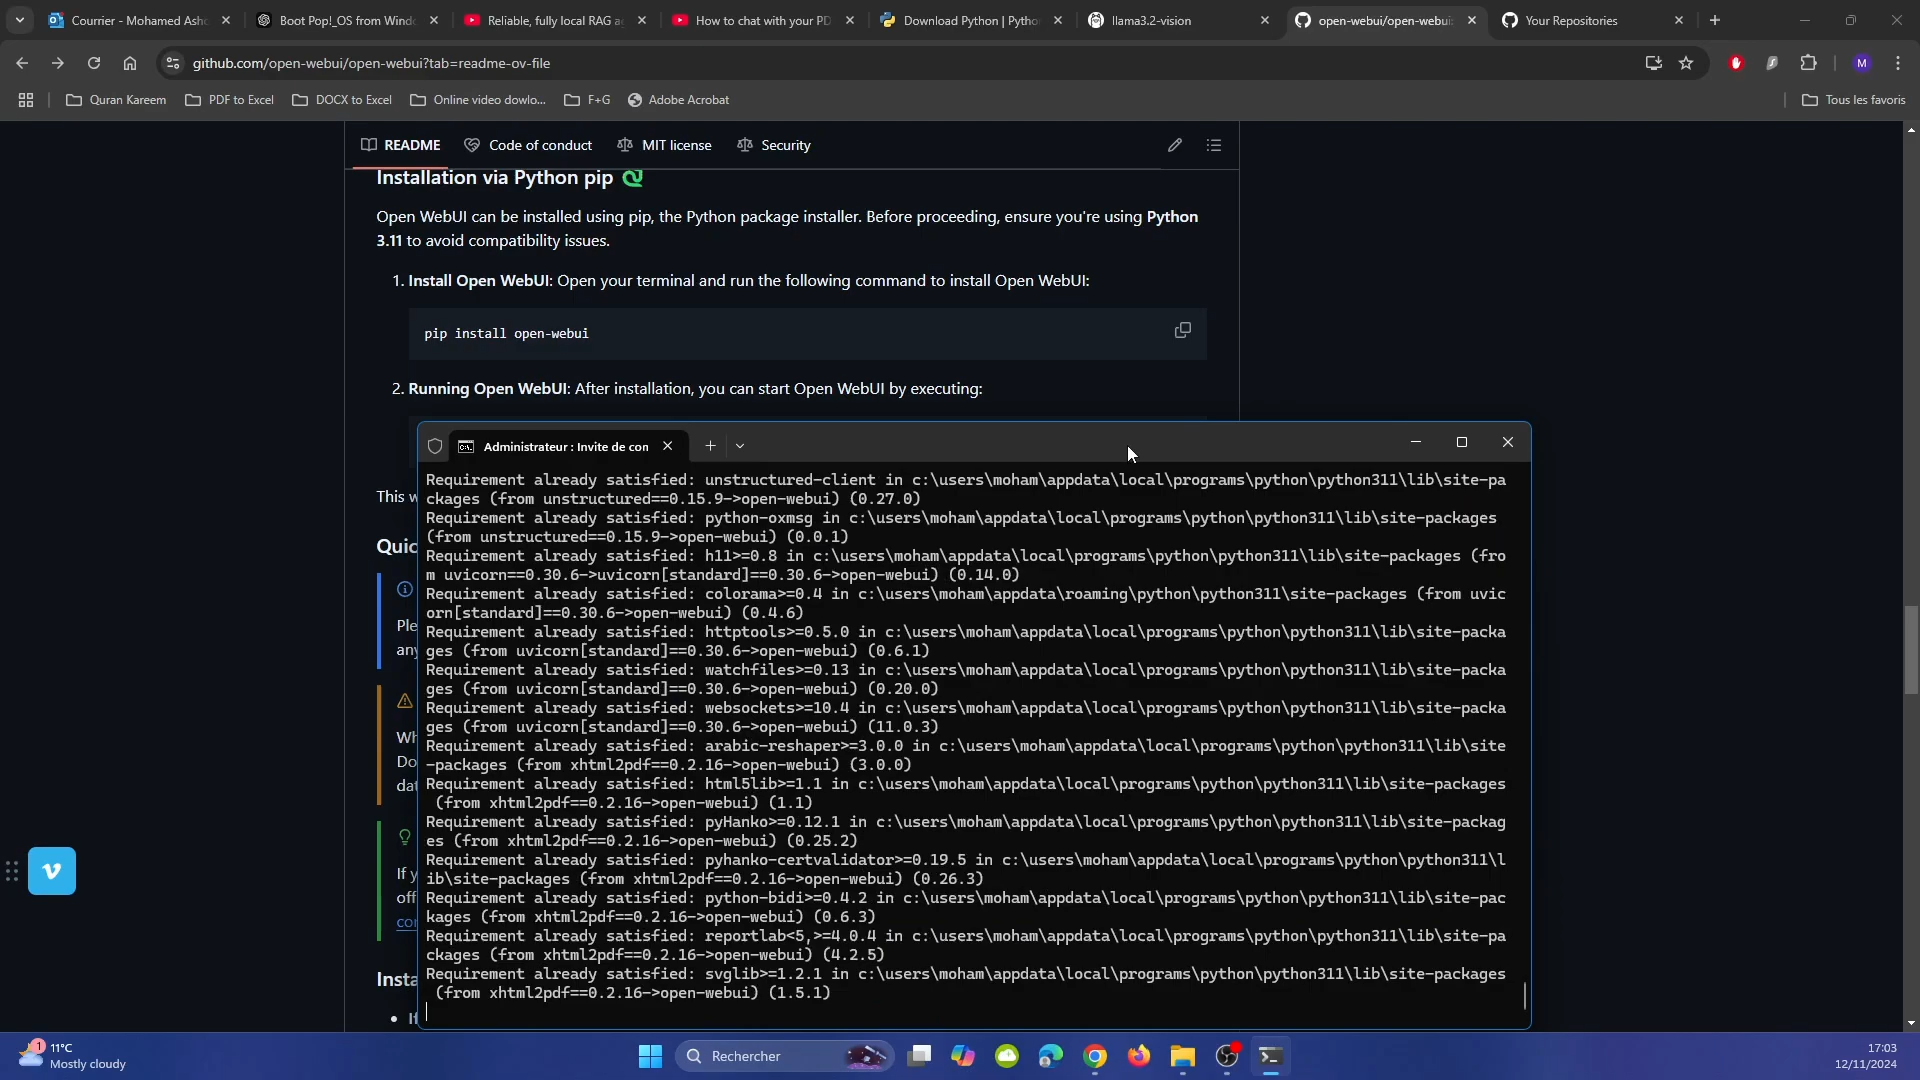 Courrier - Mohamed Ash
Boot Pop!_OS from Wind
Reliable, fully local RAG a
How to chat with your PD
Download Python | Pytho
llama3.2-vision
open-webui/open-webui:
Your Repositories
github.com/open-webui/open-webui?tab=readme-ov-file
M
Quran Kareem
PDF to Excel
DOCX to Excel
Online video dowlo...
F+G
Adobe Acrobat
Tous les favoris
README
Code of conduct
MIT license
Security
Installation via Python pip
Open WebUI can be installed using pip, the Python package installer. Before proceeding, ensure you're using Python
3.11 to avoid compatibility issues.
1. Install Open WebUI: Open your terminal and run the following command to install Open WebUI:
pip install open-webui
2. Running Open WebUI: After installation, you can start Open WebUI by executing:
This w
Quic
Ple
any
Wh
Do
dat
If y
off
co
Insta
If
Administrateur : Invite de con
Requirement already satisfied: unstructured-client in c:\users\moham\appdata\local\programs\python\python311\lib\site-pa
ckages (from unstructured==0.15.9->open-webui) (0.27.0)
Requirement already satisfied: python-oxmsg in c:\users\moham\appdata\local\programs\python\python311\lib\site-packages
(from unstructured==0.15.9->open-webui) (0.0.1)
Requirement already satisfied: h11>=0.8 in c:\users\moham\appdata\local\programs\python\python311\lib\site-packages (fro
m uvicorn==0.30.6->uvicorn[standard]==0.30.6->open-webui) (0.14.0)
Requirement already satisfied: colorama>=0.4 in c:\users\moham\appdata\roaming\python\python311\site-packages (from uvic
orn[standard]==0.30.6->open-webui) (0.4.6)
Requirement already satisfied: httptools>=0.5.0 in c:\users\moham\appdata\local\programs\python\python311\lib\site-packa
ges (from uvicorn[standard]==0.30.6->open-webui) (0.6.1)
Requirement already satisfied: watchfiles>=0.13 in c:\users\moham\appdata\local\programs\python\python311\lib\site-packa
ges (from uvicorn[standard]==0.30.6->open-webui) (0.20.0)
Requirement already satisfied: websockets>=10.4 in c:\users\moham\appdata\local\programs\python\python311\lib\site-packa
ges (from uvicorn[standard]==0.30.6->open-webui) (11.0.3)
Requirement already satisfied: arabic-reshaper>=3.0.0 in c:\users\moham\appdata\local\programs\python\python311\lib\site
-packages (from xhtml2pdf==0.2.16->open-webui) (3.0.0)
Requirement already satisfied: html5lib>=1.1 in c:\users\moham\appdata\local\programs\python\python311\lib\site-packages
(from xhtml2pdf==0.2.16->open-webui) (1.1)
Requirement already satisfied: pyHanko>=0.12.1 in c:\users\moham\appdata\local\programs\python\python311\lib\site-packag
es (from xhtml2pdf==0.2.16->open-webui) (0.25.2)
Requirement already satisfied: pyhanko-certvalidator>=0.19.5 in c:\users\moham\appdata\local\programs\python\python311\l
ib\site-packages (from xhtml2pdf==0.2.16->open-webui) (0.26.3)
Requirement already satisfied: python-bidi>=0.4.2 in c:\users\moham\appdata\local\programs\python\python311\lib\site-pac
kages (from xhtml2pdf==0.2.16->open-webui) (0.6.3)
Requirement already satisfied: reportlab<5,>=4.0.4 in c:\users\moham\appdata\local\programs\python\python311\lib\site-pa
ckages (from xhtml2pdf==0.2.16->open-webui) (4.2.5)
Requirement already satisfied: svglib>=1.2.1 in c:\users\moham\appdata\local\programs\python\python311\lib\site-packages
(from xhtml2pdf==0.2.16->open-webui) (1.5.1)
1
11°C
Mostly cloudy
Rechercher
17:03
12/11/2024